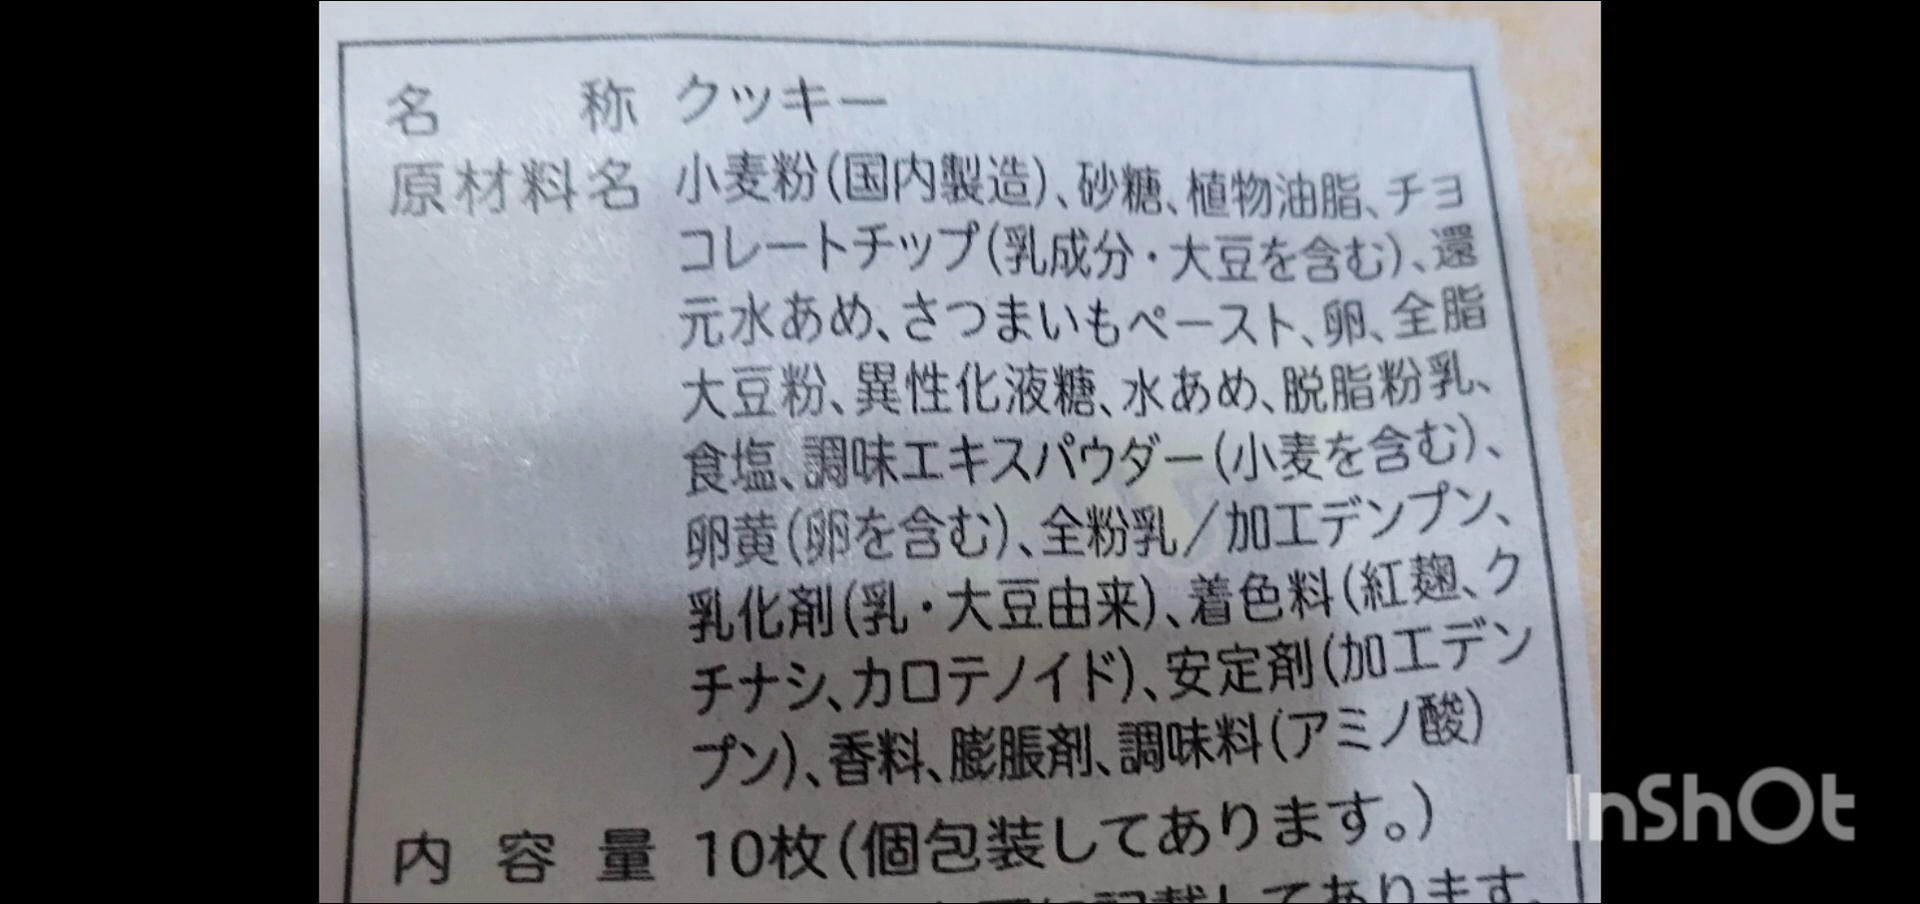 名称 クッキー
原材料名 小麦粉(国内製造)、砂糖、植物油脂、チョ
コレートチップ(乳成分・大豆を含む)、還
元水あめ、さつまいもペースト、卵、全脂
大豆粉、異性化液糖、水あめ、脱脂粉乳、
食塩、調味エキスパウダー(小麦を含む)、
卵黄(卵を含む)、全粉乳/加工デンプン、
乳化剤(乳・大豆由来)、着色料(紅麹、ク
チナシ、カロテノイド)、安定剤(加工デン
プン)、香料、膨脹剤、調味料(アミノ酸)
内容量 10枚(個包装してあります。)
記載してあります。
InShOt